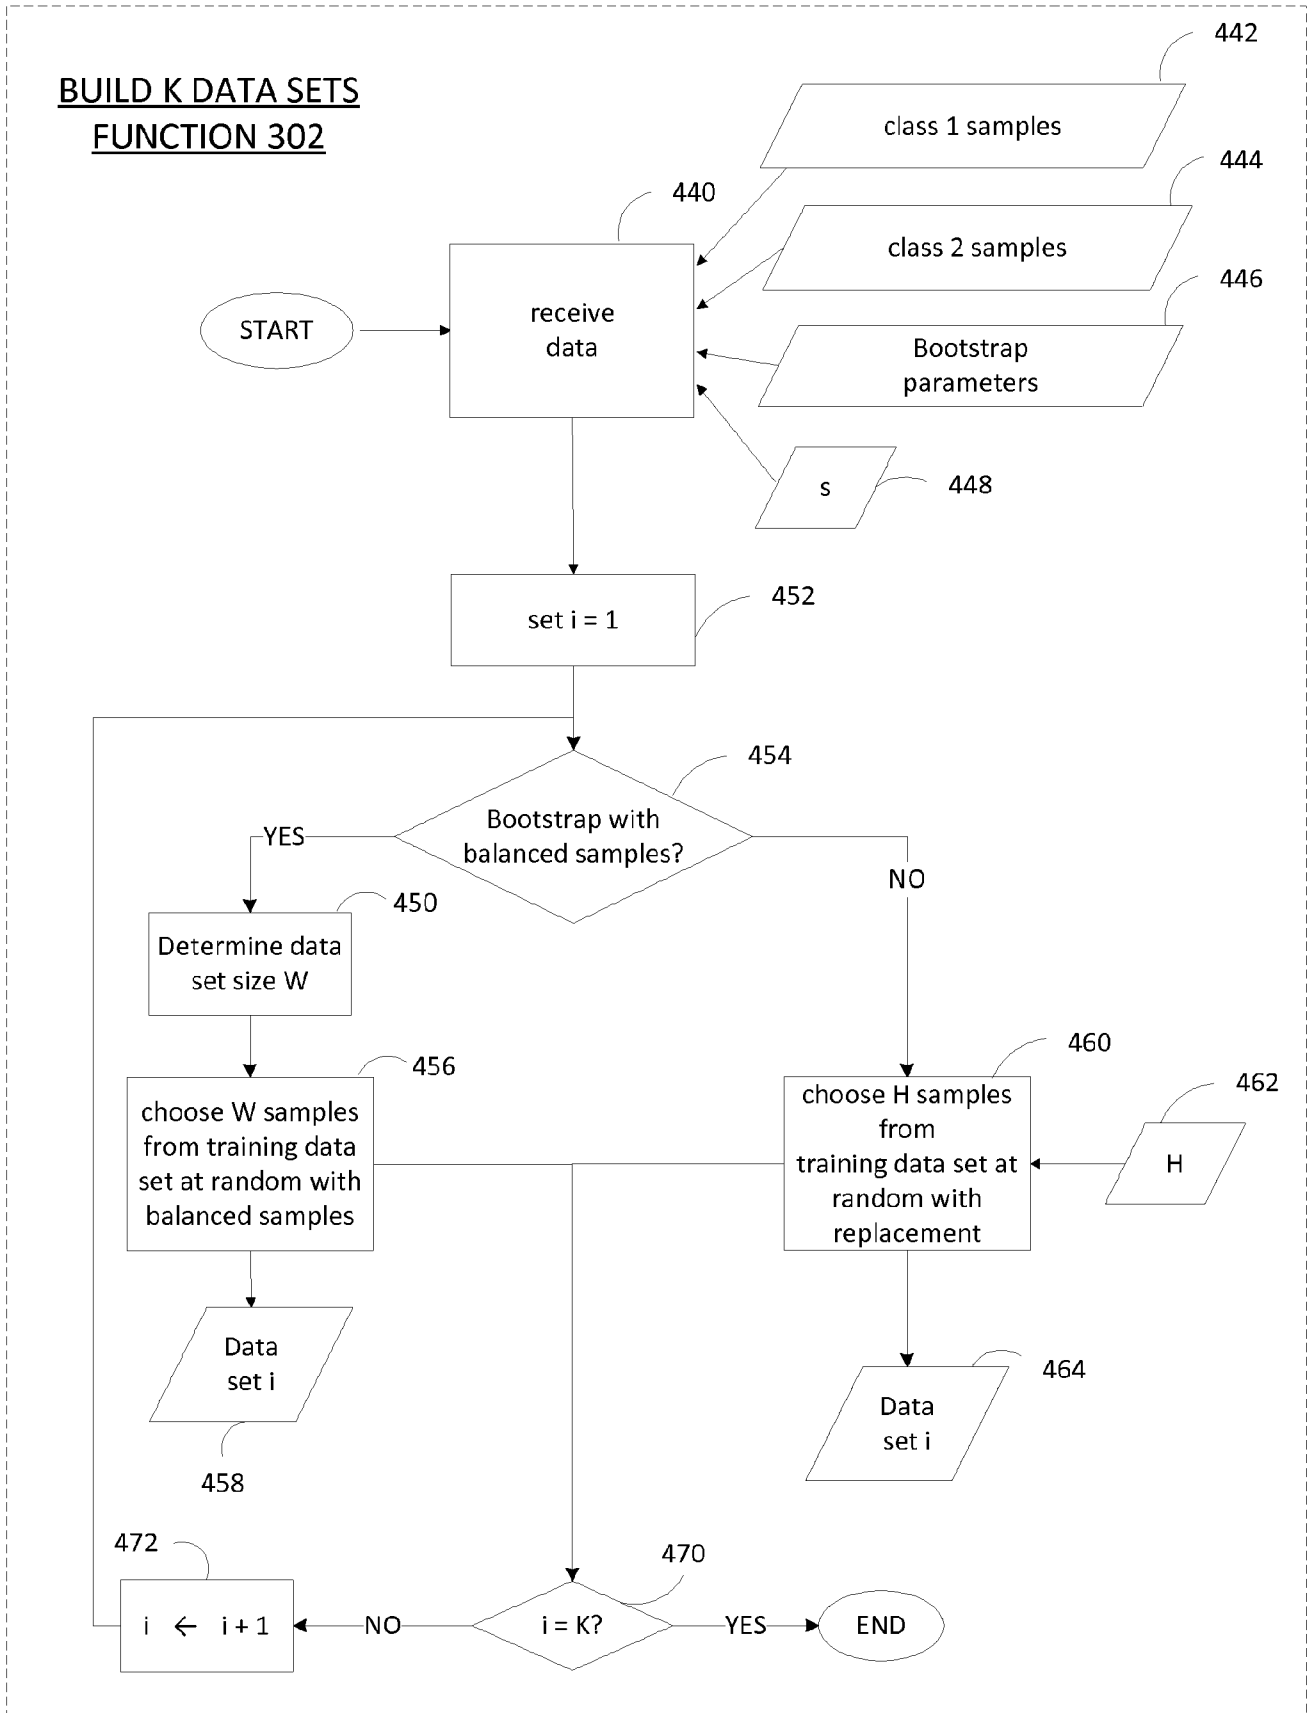 BUILD K DATA SETS
FUNCTION 302
442
class 1 samples
444
440
class 2 samples
446
START
receive
data
Bootstrap
parameters
s
448
452
set i = 1
454
Bootstrap with
balanced samples?
YES
NO
450
Determine data
set size W
456
460
462
choose W samples
from training data
set at random with
balanced samples
choose H samples
from
training data set at
random with
replacement
H
Data
set i
458
464
Data
set i
472
470
i ← i + 1
NO
i = K?
YES
END